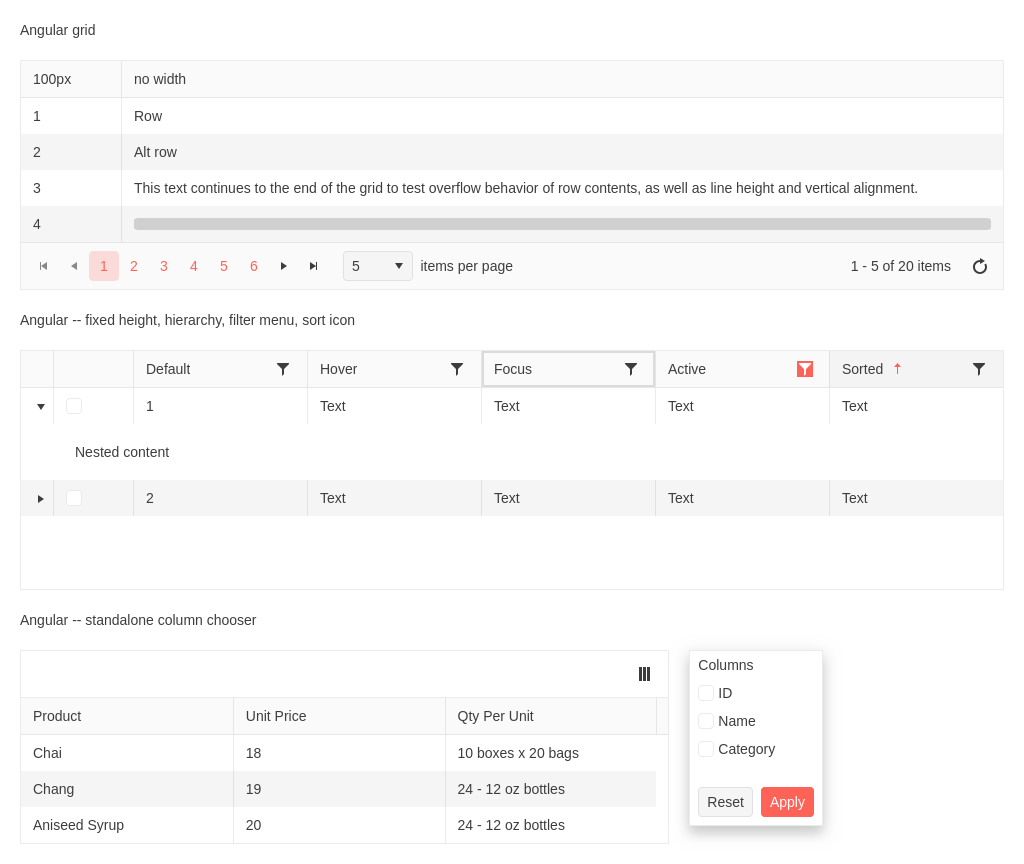 Angular grid
100px no width
1 Row
2 Alt row
3 This text continues to the end of the grid to test overflow behavior of row contents, as well as line height and vertical alignment.
4
1 2 3 4 5 6 5 items per page 1 - 5 of 20 items
Angular -- fixed height, hierarchy, filter menu, sort icon
Default Hover Focus Active Sorted
1 Text Text Text Text
Nested content
2 Text Text Text Text
Angular -- standalone column chooser
Product Unit Price Qty Per Unit
Chai 18 10 boxes x 20 bags
Chang 19 24 - 12 oz bottles
Aniseed Syrup 20 24 - 12 oz bottles
Columns
ID
Name
Category
Reset Apply